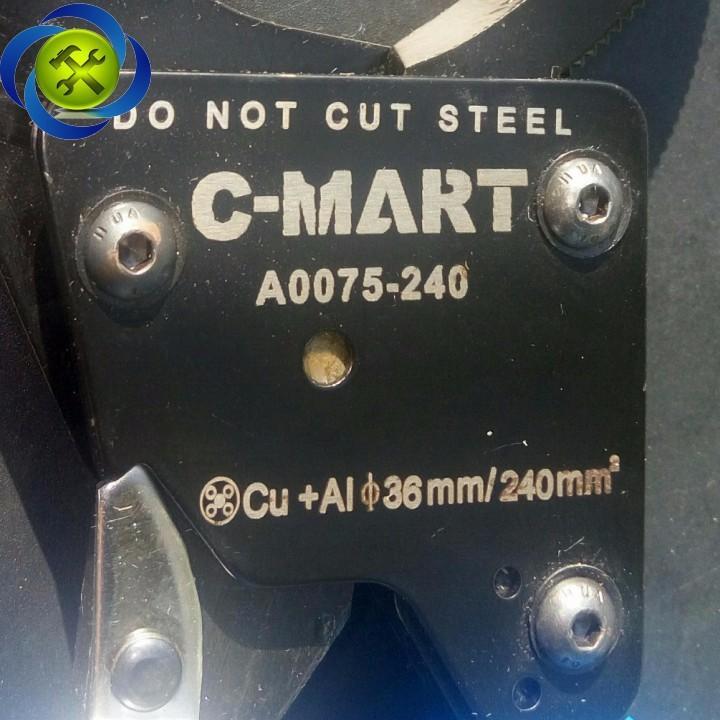 DO NOT CUT STEEL
C-MART
A0075-240
Cu +Al ϕ36mm/240mm²